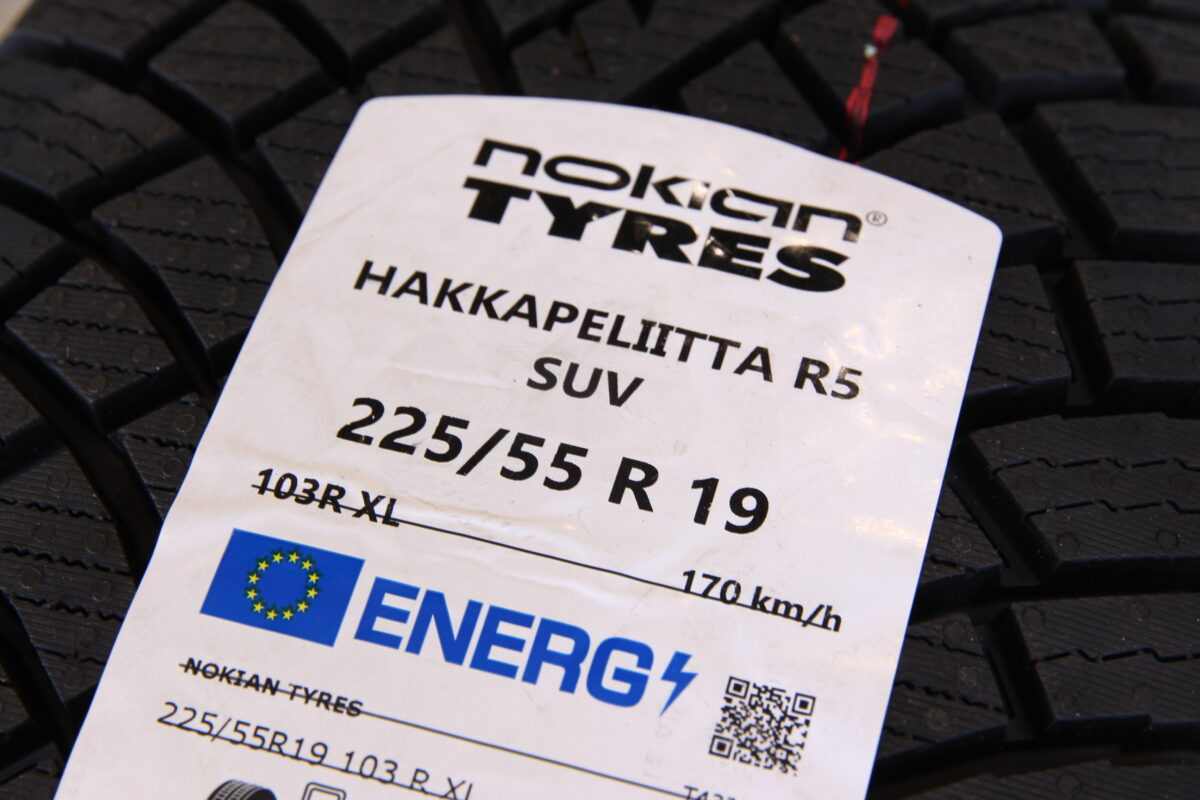 nokian®
TYRES
HAKKAPELIITTA R5
SUV
225/55 R 19
103R XL
170 km/h
ENERG
NOKIAN TYRES
225/55R19 103 R XL